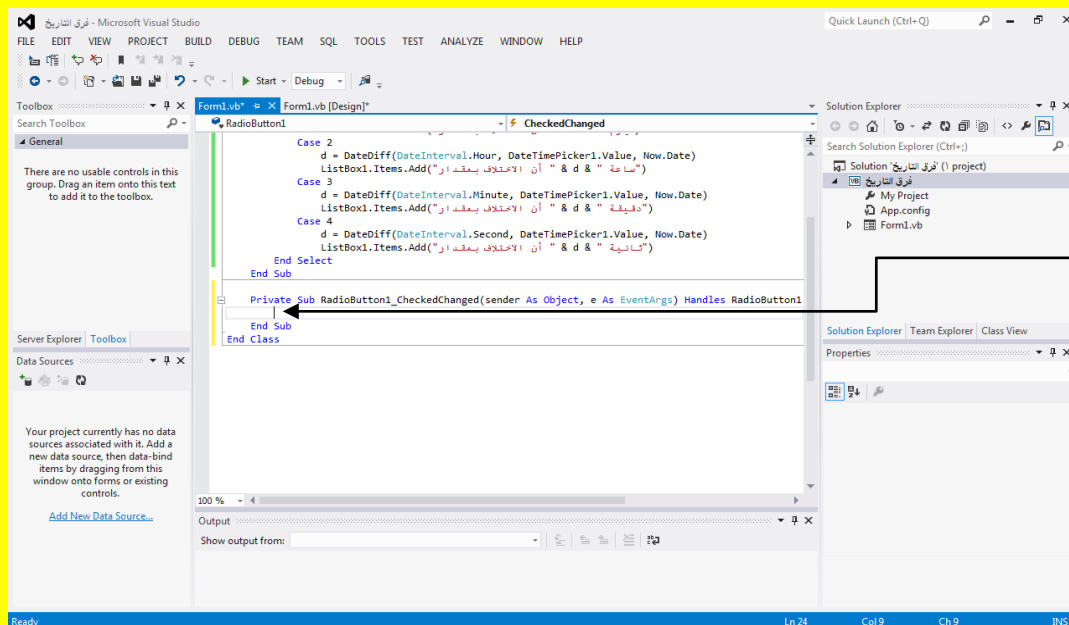 فرق التاريخ - Microsoft Visual Studio
Quick Launch (Ctrl+Q)
FILE EDIT VIEW PROJECT BUILD DEBUG TEAM SQL TOOLS TEST ANALYZE WINDOW HELP
Start Debug
Toolbox
Search Toolbox
General
There are no usable controls in this
group. Drag an item onto this text
to add it to the toolbox.
Server Explorer Toolbox
Data Sources
Your project currently has no data
sources associated with it. Add a
new data source, then data-bind
items by dragging from this
window onto forms or existing
controls.
Add New Data Source...
Form1.vb* Form1.vb [Design]*
RadioButton1 CheckedChanged
Case 2
d = DateDiff(DateInterval.Hour, DateTimePicker1.Value, Now.Date)
ListBox1.Items.Add("أن الاختلاف بمقدار " & d & " ساعة")
Case 3
d = DateDiff(DateInterval.Minute, DateTimePicker1.Value, Now.Date)
ListBox1.Items.Add("أن الاختلاف بمقدار " & d & " دقيقة")
Case 4
d = DateDiff(DateInterval.Second, DateTimePicker1.Value, Now.Date)
ListBox1.Items.Add("أن الاختلاف بمقدار " & d & " ثانية")
End Select
End Sub
Private Sub RadioButton1_CheckedChanged(sender As Object, e As EventArgs) Handles RadioButton1
End Sub
End Class
100 %
Output
Show output from:
Solution Explorer
Search Solution Explorer (Ctrl+;)
Solution 'فرق التاريخ' (١ project)
فرق التاريخ
My Project
App.config
Form1.vb
Solution Explorer Team Explorer Class View
Properties
Ready Ln 24 Col 9 Ch 9 INS